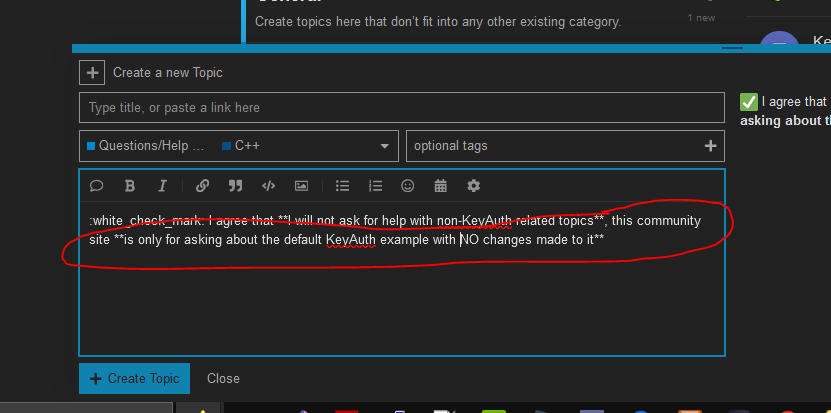 General
Create topics here that don't fit into any other existing category.
1 new
Ke
Create a new Topic
Type title, or paste a link here
Questions/Help ... C++
optional tags
:white_check_mark: I agree that **I will not ask for help with non-KeyAuth related topics**, this community
site **is only for asking about the default KeyAuth example with NO changes made to it**
I agree that
asking about th
Create Topic Close